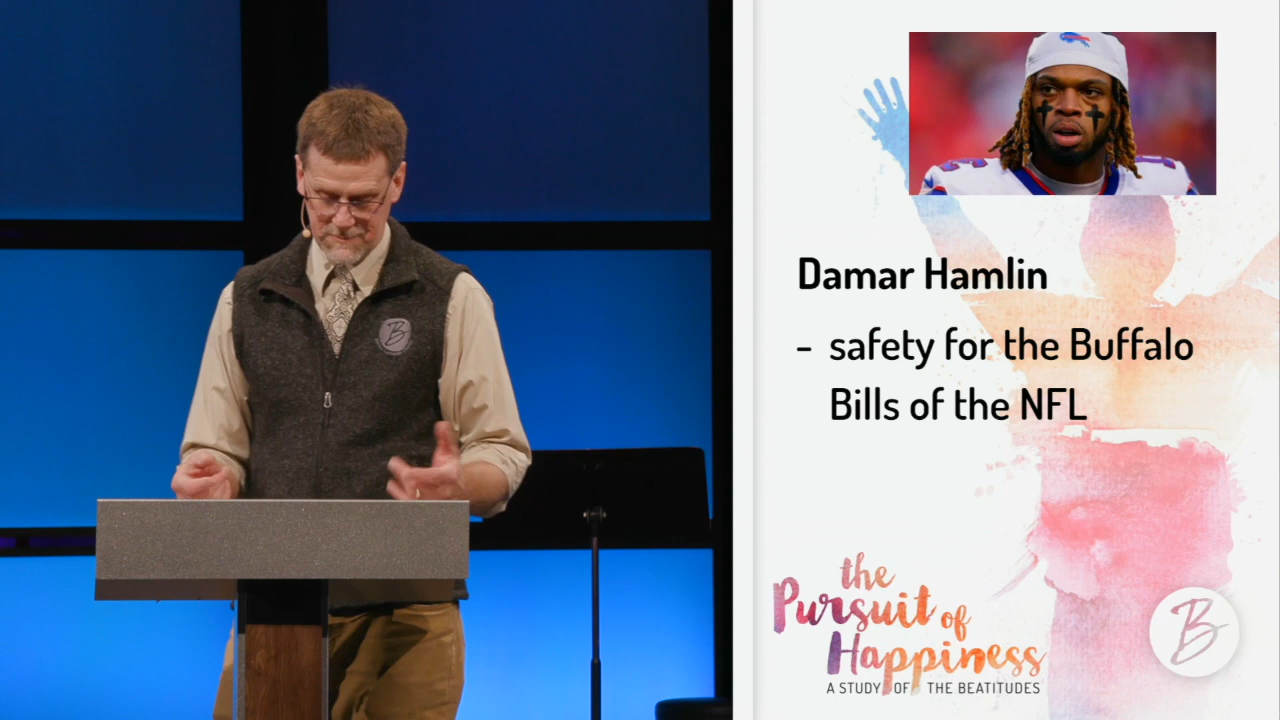 Damar Hamlin
- safety for the Buffalo
Bills of the NFL
the
Pursuit of
Happiness
A STUDY OF THE BEATITUDES
B
B